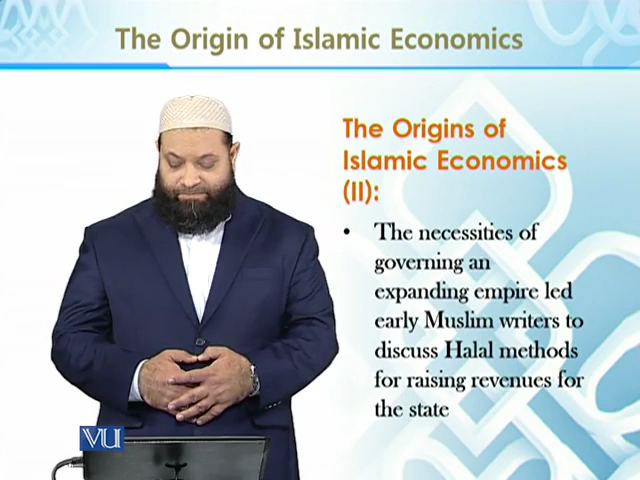 The Origin of Islamic Economics
The Origins of
Islamic Economics
(II):
• The necessities of
governing an
expanding empire led
early Muslim writers to
discuss Halal methods
for raising revenues for
the state
VU